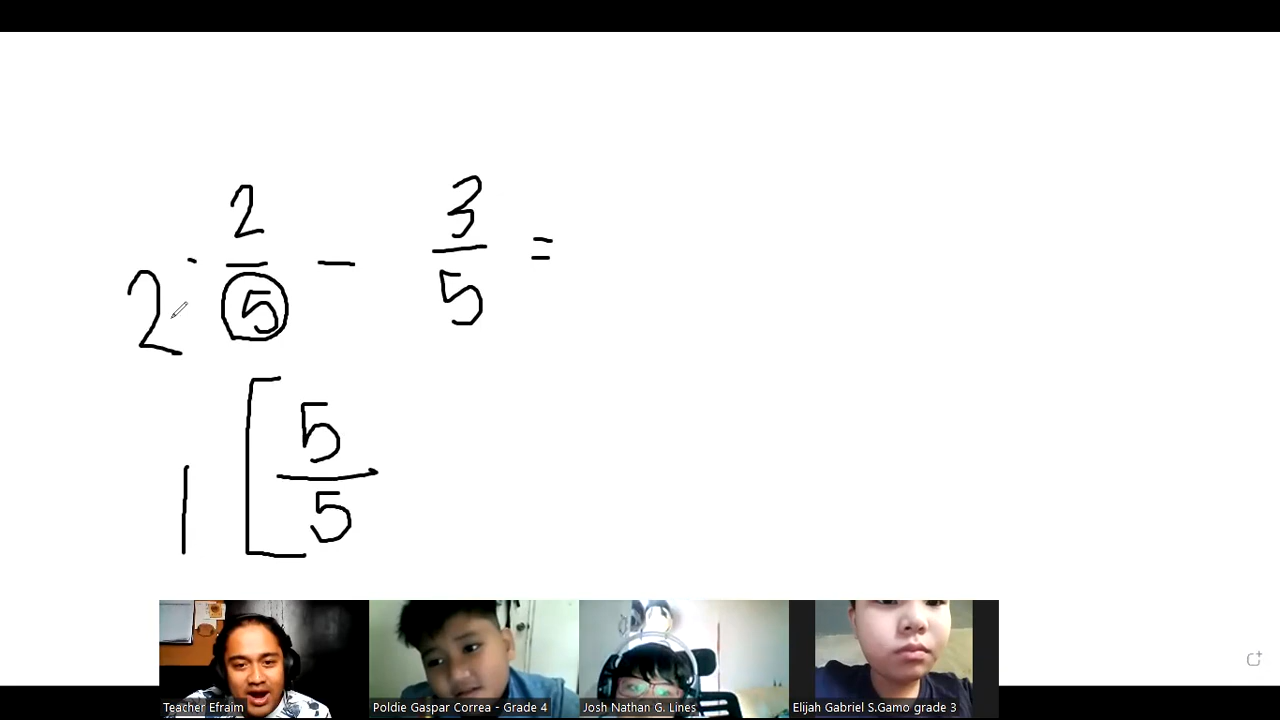 2 2/5 - 3/5 =
1 [ 5/5
Teacher Efraim
Poldie Gaspar Correa - Grade 4
Josh Nathan G. Lines
Elijah Gabriel S.Gamo grade 3